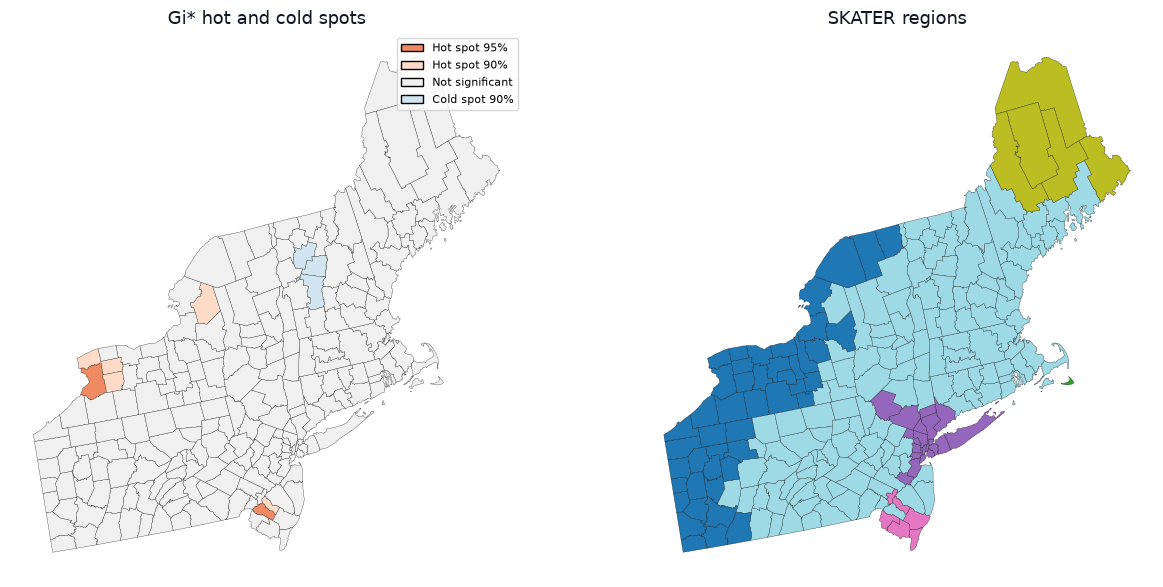 Gi* hot and cold spots
Hot spot 95%
Hot spot 90%
Not significant
Cold spot 90%
SKATER regions